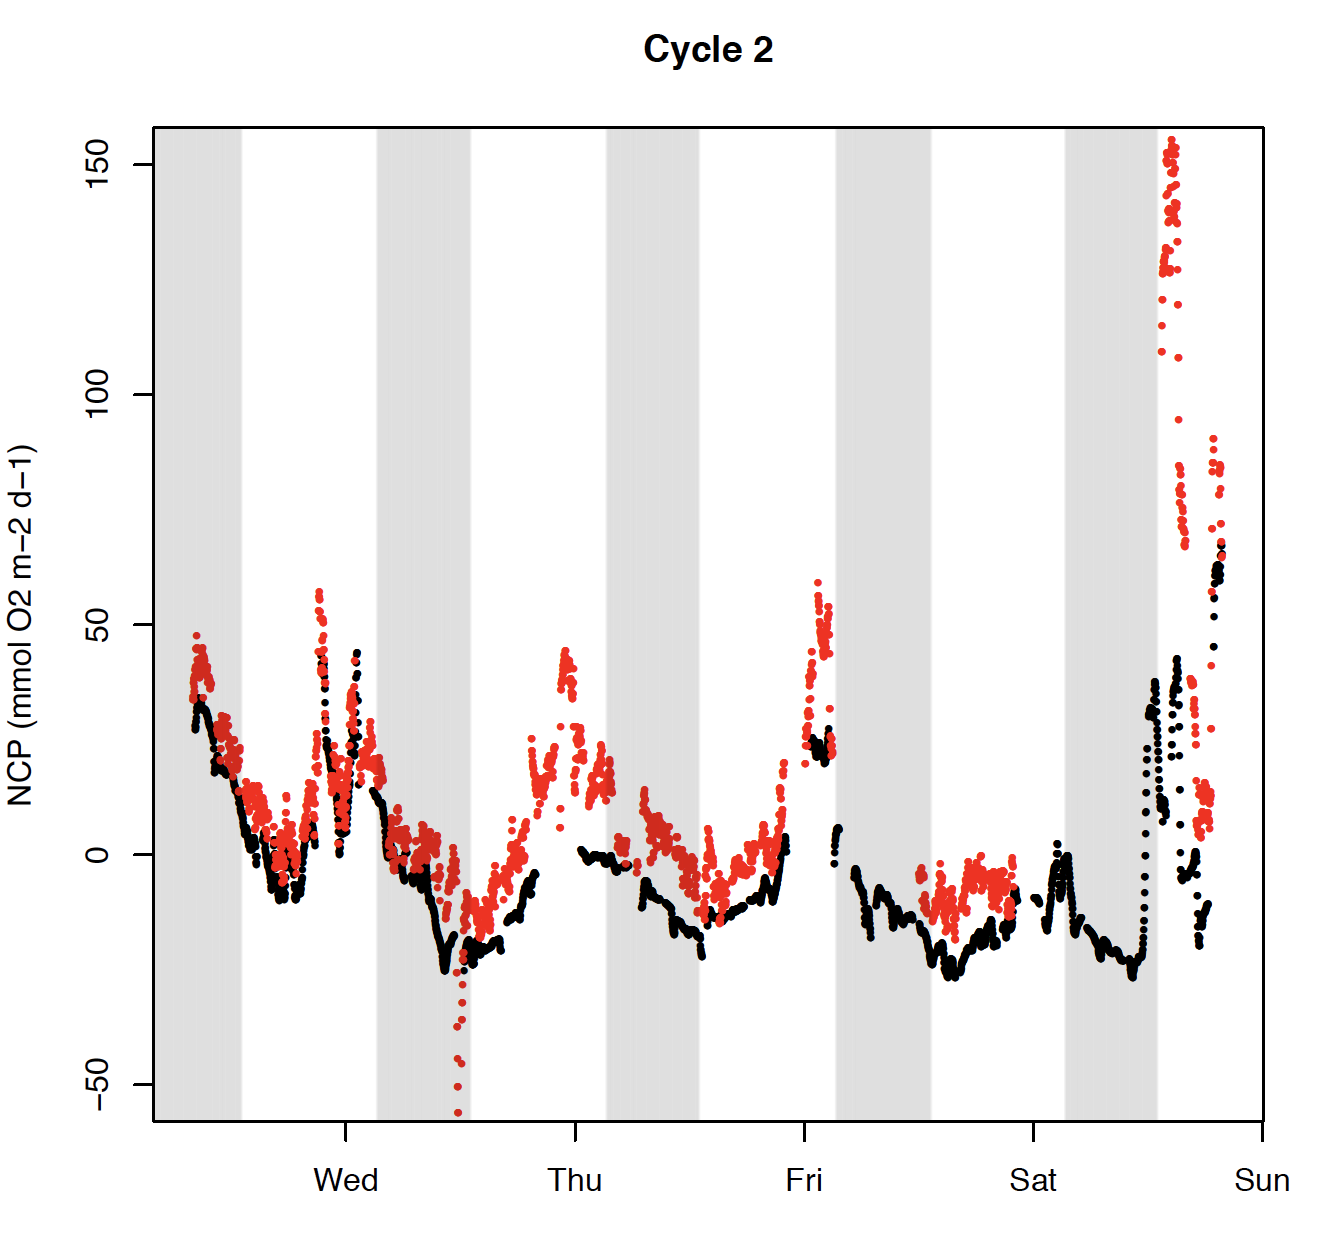 Cycle 2
NCP (mmol O2 m−2 d−1)
150
100
50
0
−50
Wed Thu Fri Sat Sun